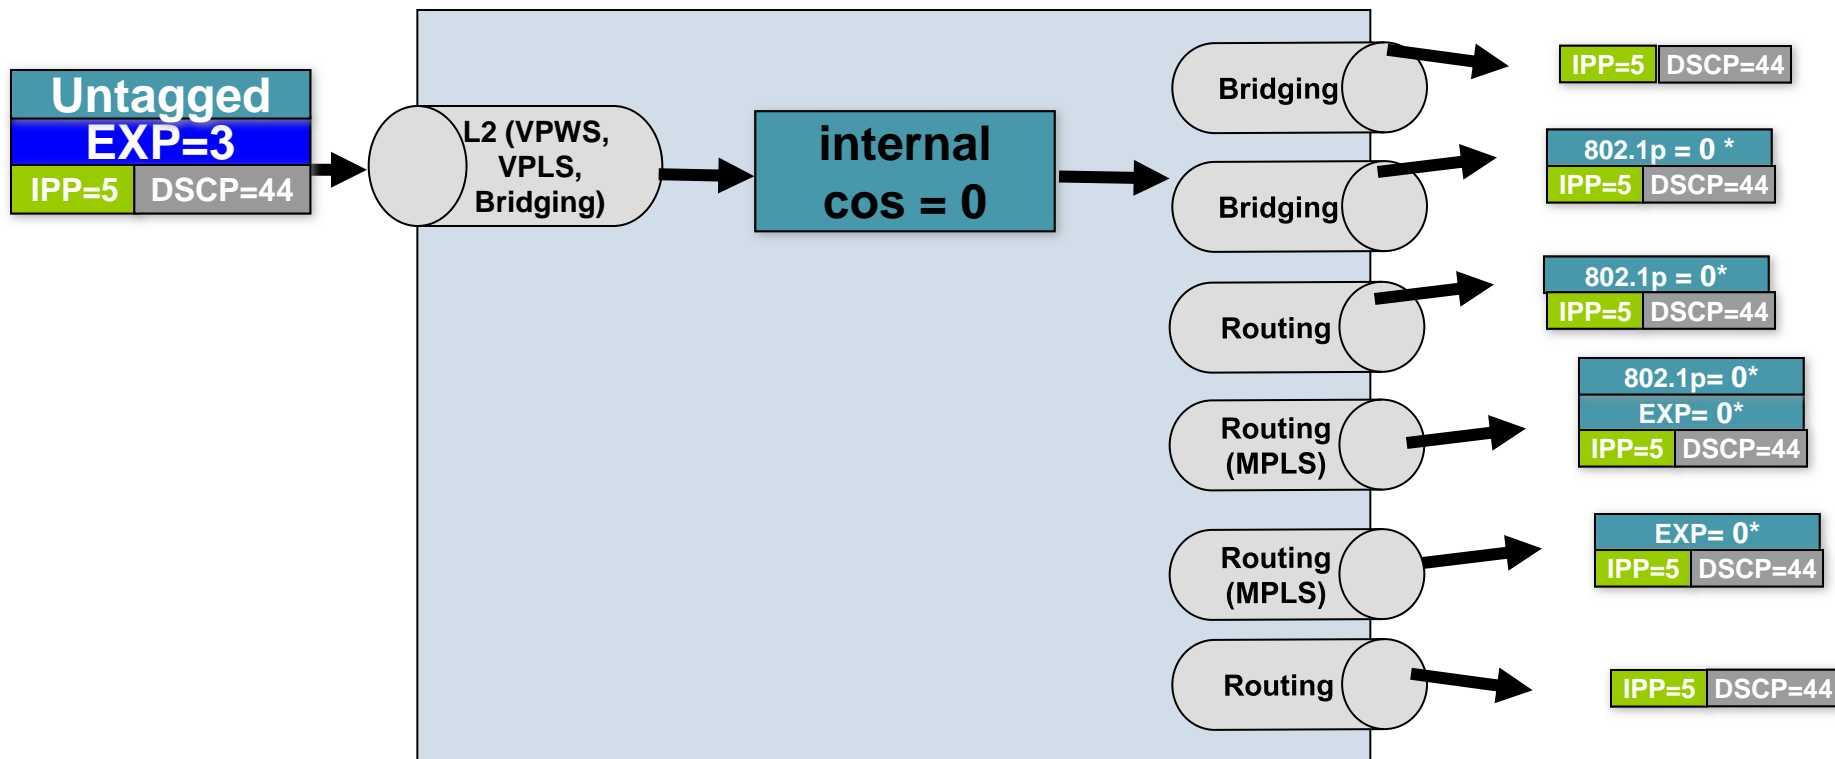 Untagged
EXP=3
IPP=5 DSCP=44
L2 (VPWS,
VPLS,
Bridging)
internal
cos = 0
Bridging
IPP=5 DSCP=44
Bridging
802.1p = 0 *
IPP=5 DSCP=44
Routing
802.1p = 0*
IPP=5 DSCP=44
Routing
(MPLS)
802.1p= 0*
EXP= 0*
IPP=5 DSCP=44
Routing
(MPLS)
EXP= 0*
IPP=5 DSCP=44
Routing
IPP=5 DSCP=44